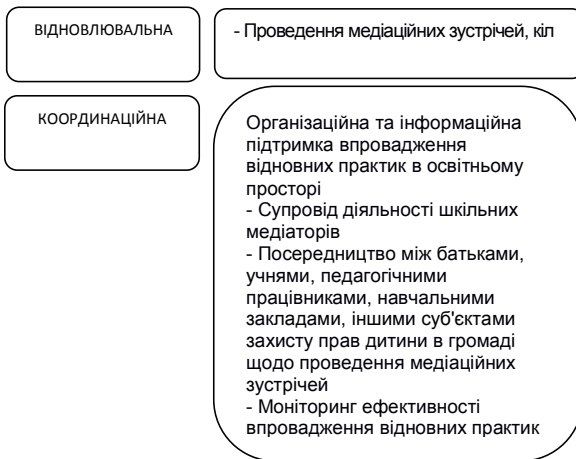 ВІДНОВЛЮВАЛЬНА
- Проведення медіаційних зустрічей, кіл
КООРДИНАЦІЙНА
Організаційна та інформаційна
підтримка впровадження
відновних практик в освітньому
просторі
- Супровід діяльності шкільних
медіаторів
- Посередництво між батьками,
учнями, педагогічними
працівниками, навчальними
закладами, іншими суб'єктами
захисту прав дитини в громаді
щодо проведення медіаційних
зустрічей
- Моніторинг ефективності
впровадження відновних практик